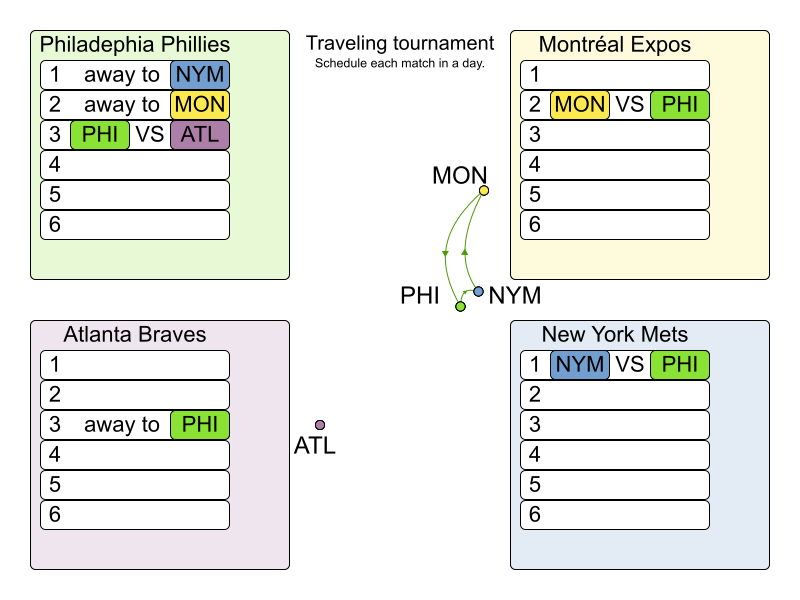 Philadephia Phillies
1 away to NYM
2 away to MON
3 PHI VS ATL
4
5
6
Traveling tournament
Schedule each match in a day.
Montréal Expos
1
2 MON VS PHI
3
4
5
6
MON
PHI
NYM
Atlanta Braves
1
2
3 away to PHI
4
5
6
ATL
New York Mets
1 NYM VS PHI
2
3
4
5
6